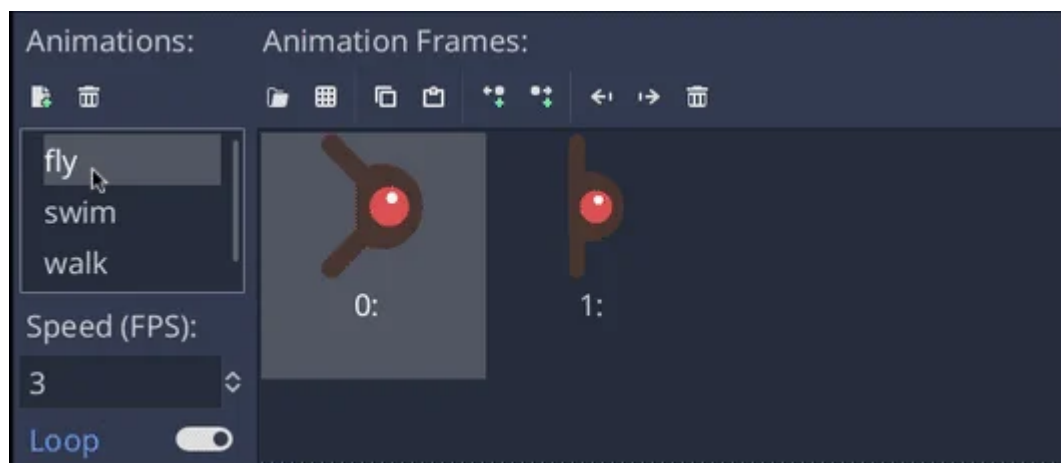 Animations:
Animation Frames:
fly
swim
walk
0:
1:
Speed (FPS):
3
Loop